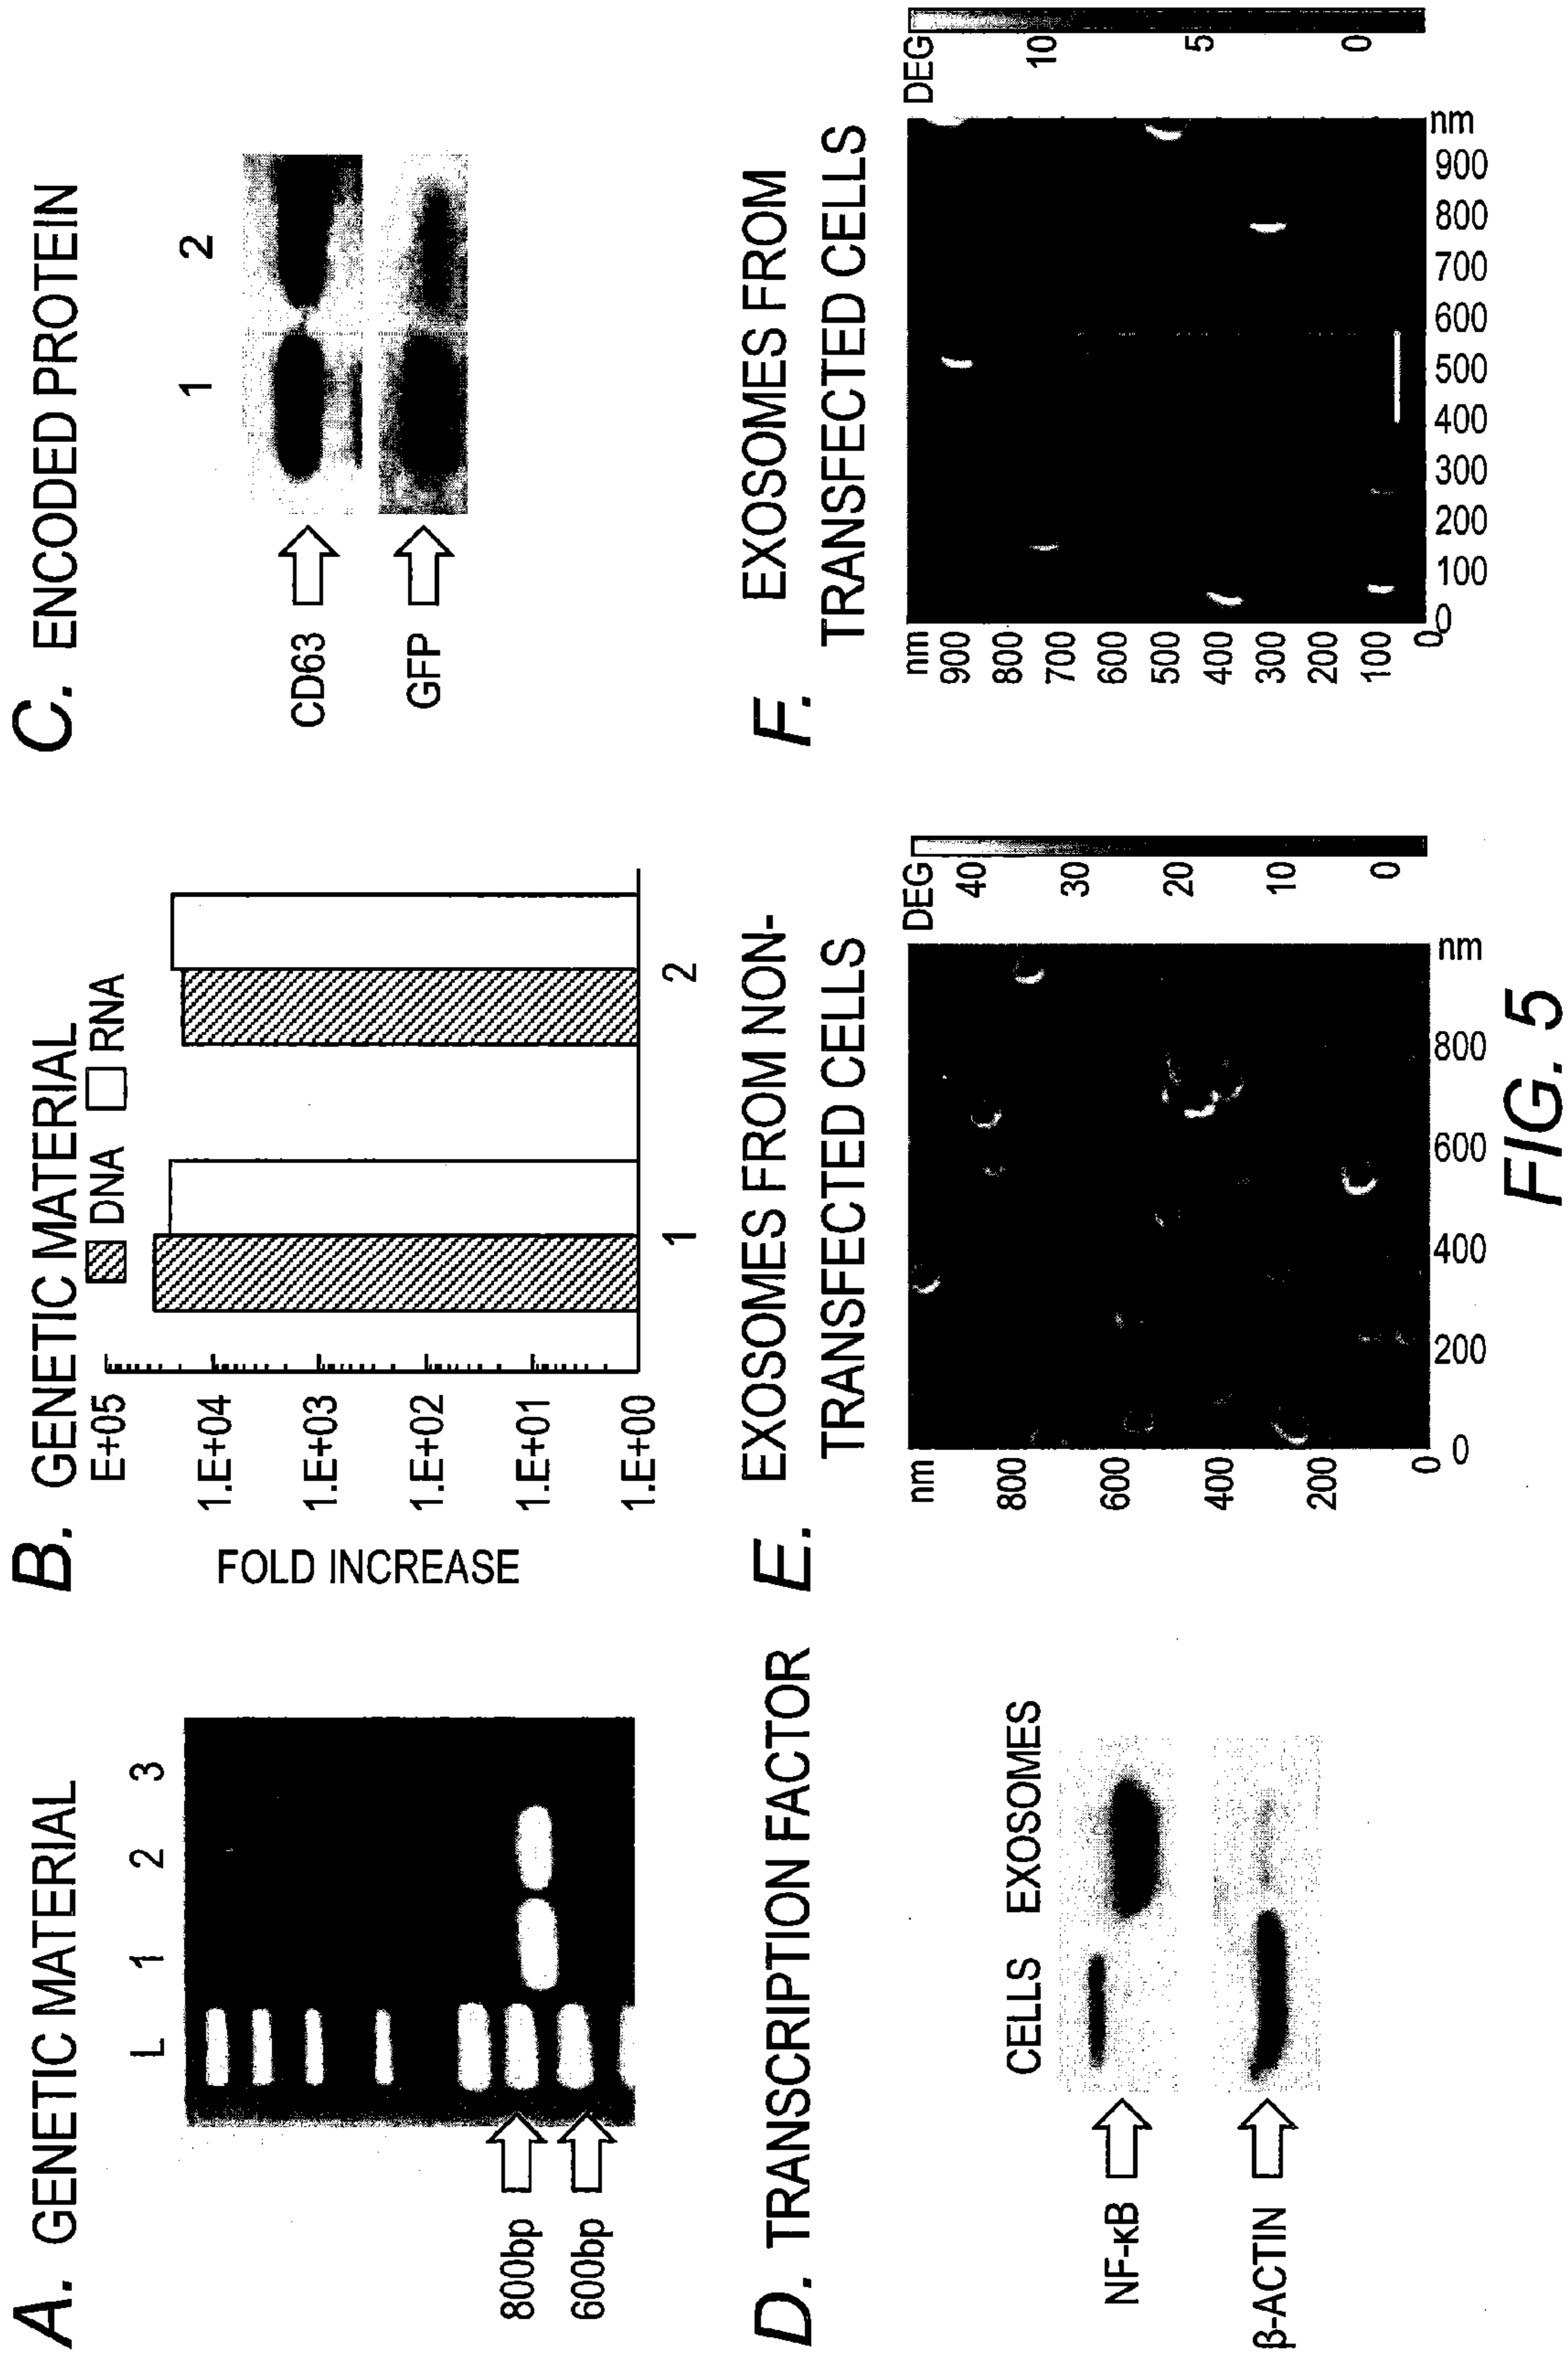 A. GENETIC MATERIAL
L 1 2 3
800bp
600bp
B. GENETIC MATERIAL
DNA RNA
FOLD INCREASE
E+05
1.E+04
1.E+03
1.E+02
1.E+01
1.E+00
1 2
C. ENCODED PROTEIN
1 2
CD63
GFP
D. TRANSCRIPTION FACTOR
CELLS EXOSOMES
NF-κB
β-ACTIN
E. EXOSOMES FROM NON-
TRANSFECTED CELLS
nm
800
600
400
200
0
0 200 400 600 800 nm
DEG
40
30
20
10
0
F. EXOSOMES FROM
TRANSFECTED CELLS
nm
900
800
700
600
500
400
300
200
100
0
0 100 200 300 400 500 600 700 800 900 nm
DEG
10
5
0
FIG. 5